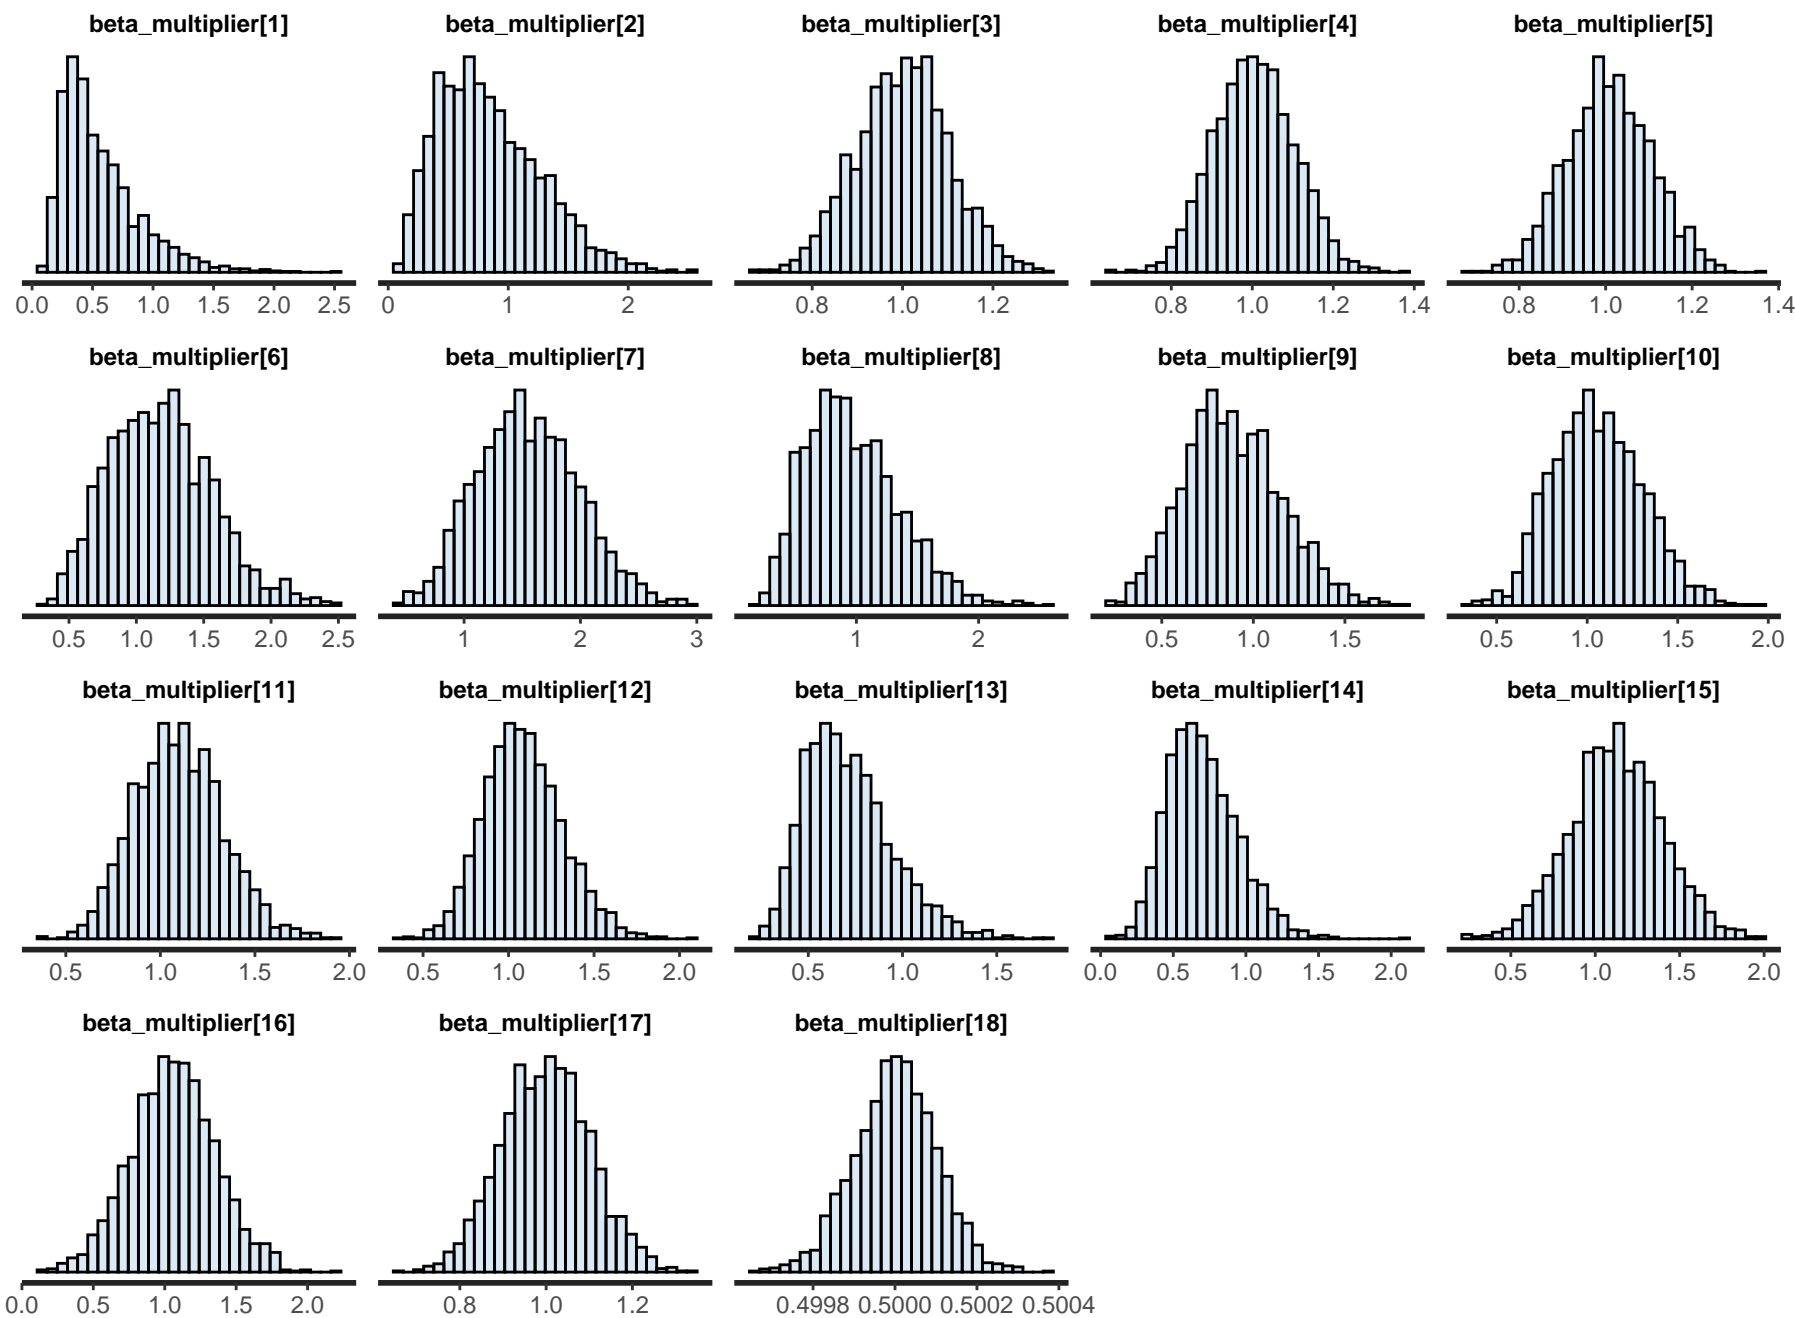 beta_multiplier[1] beta_multiplier[2] beta_multiplier[3] beta_multiplier[4] beta_multiplier[5]
0.0 0.5 1.0 1.5 2.0 2.5 0 1 2 0.8 1.0 1.2 0.8 1.0 1.2 1.4 0.8 1.0 1.2 1.4
beta_multiplier[6] beta_multiplier[7] beta_multiplier[8] beta_multiplier[9] beta_multiplier[10]
0.5 1.0 1.5 2.0 2.5 1 2 3 1 2 0.5 1.0 1.5 0.5 1.0 1.5 2.0
beta_multiplier[11] beta_multiplier[12] beta_multiplier[13] beta_multiplier[14] beta_multiplier[15]
0.5 1.0 1.5 2.0 0.5 1.0 1.5 2.0 0.5 1.0 1.5 0.0 0.5 1.0 1.5 2.0 0.5 1.0 1.5 2.0
beta_multiplier[16] beta_multiplier[17] beta_multiplier[18]
0.0 0.5 1.0 1.5 2.0 0.8 1.0 1.2 0.4998 0.5000 0.5002 0.5004